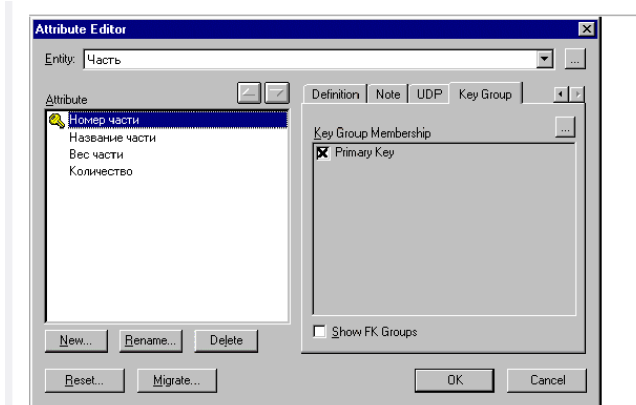 Attribute Editor
Entity: Часть
...
Attribute
Номер части
Название части
Вес части
Количество
Definition Note UDP Key Group
Key Group Membership
...
Primary Key
Show FK Groups
New... Rename... Delete
Reset... Migrate... OK Cancel